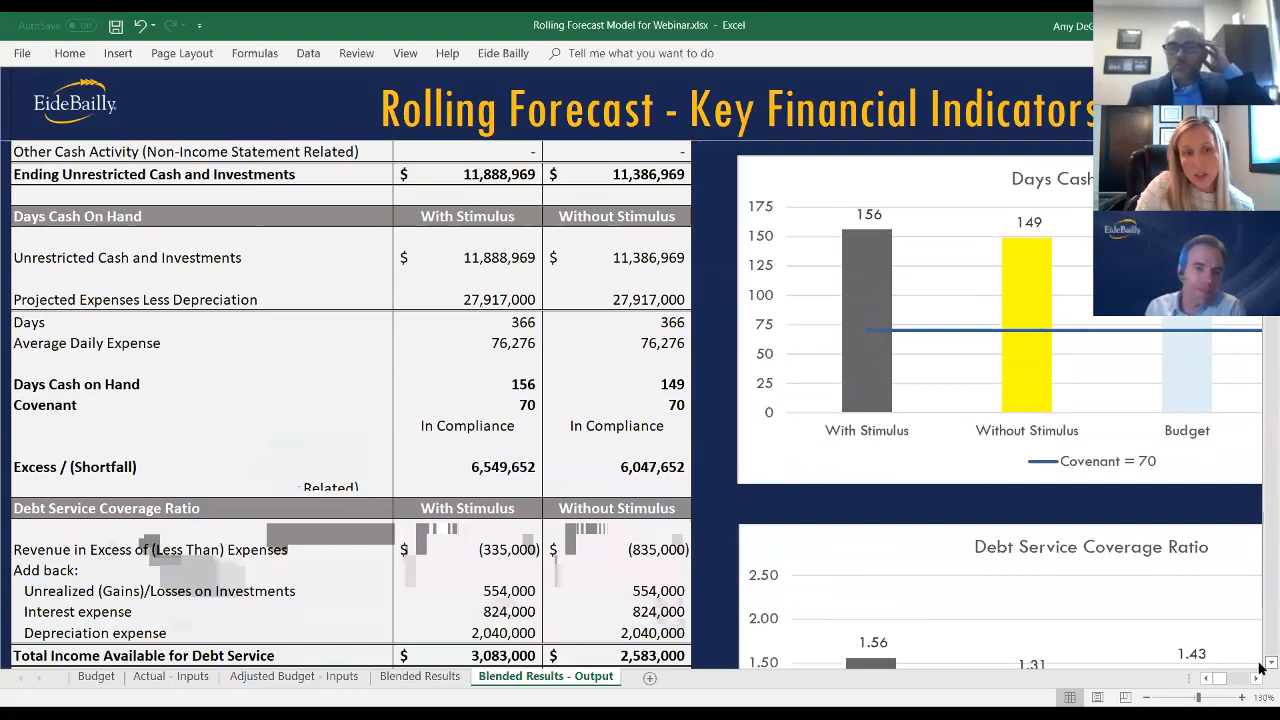 AutoSave Off
Rolling Forecast Model for Webinar.xlsx - Excel
Amy DeG
File Home Insert Page Layout Formulas Data Review View Help Eide Bailly Tell me what you want to do
EideBailly
Rolling Forecast - Key Financial Indicators
Other Cash Activity (Non-Income Statement Related) - -
Ending Unrestricted Cash and Investments $ 11,888,969 $ 11,386,969
Days Cash On Hand With Stimulus Without Stimulus
Unrestricted Cash and Investments $ 11,888,969 $ 11,386,969
Projected Expenses Less Depreciation 27,917,000 27,917,000
Days 366 366
Average Daily Expense 76,276 76,276
Days Cash on Hand 156 149
Covenant 70 70
In Compliance In Compliance
Excess / (Shortfall) 6,549,652 6,047,652
: Related)
Debt Service Coverage Ratio With Stimulus Without Stimulus
Revenue in Excess of (Less Than) Expenses $ (335,000) $ (835,000)
Add back:
Unrealized (Gains)/Losses on Investments 554,000 554,000
Interest expense 824,000 824,000
Depreciation expense 2,040,000 2,040,000
Total Income Available for Debt Service $ 3,083,000 $ 2,583,000
Days Cash
175
150
125
100
75
50
25
0
156
149
With Stimulus Without Stimulus Budget
Covenant = 70
Debt Service Coverage Ratio
2.50
2.00
1.50
1.56
1.31
1.43
EideBailly
Budget Actual - Inputs Adjusted Budget - Inputs Blended Results Blended Results - Output
130%